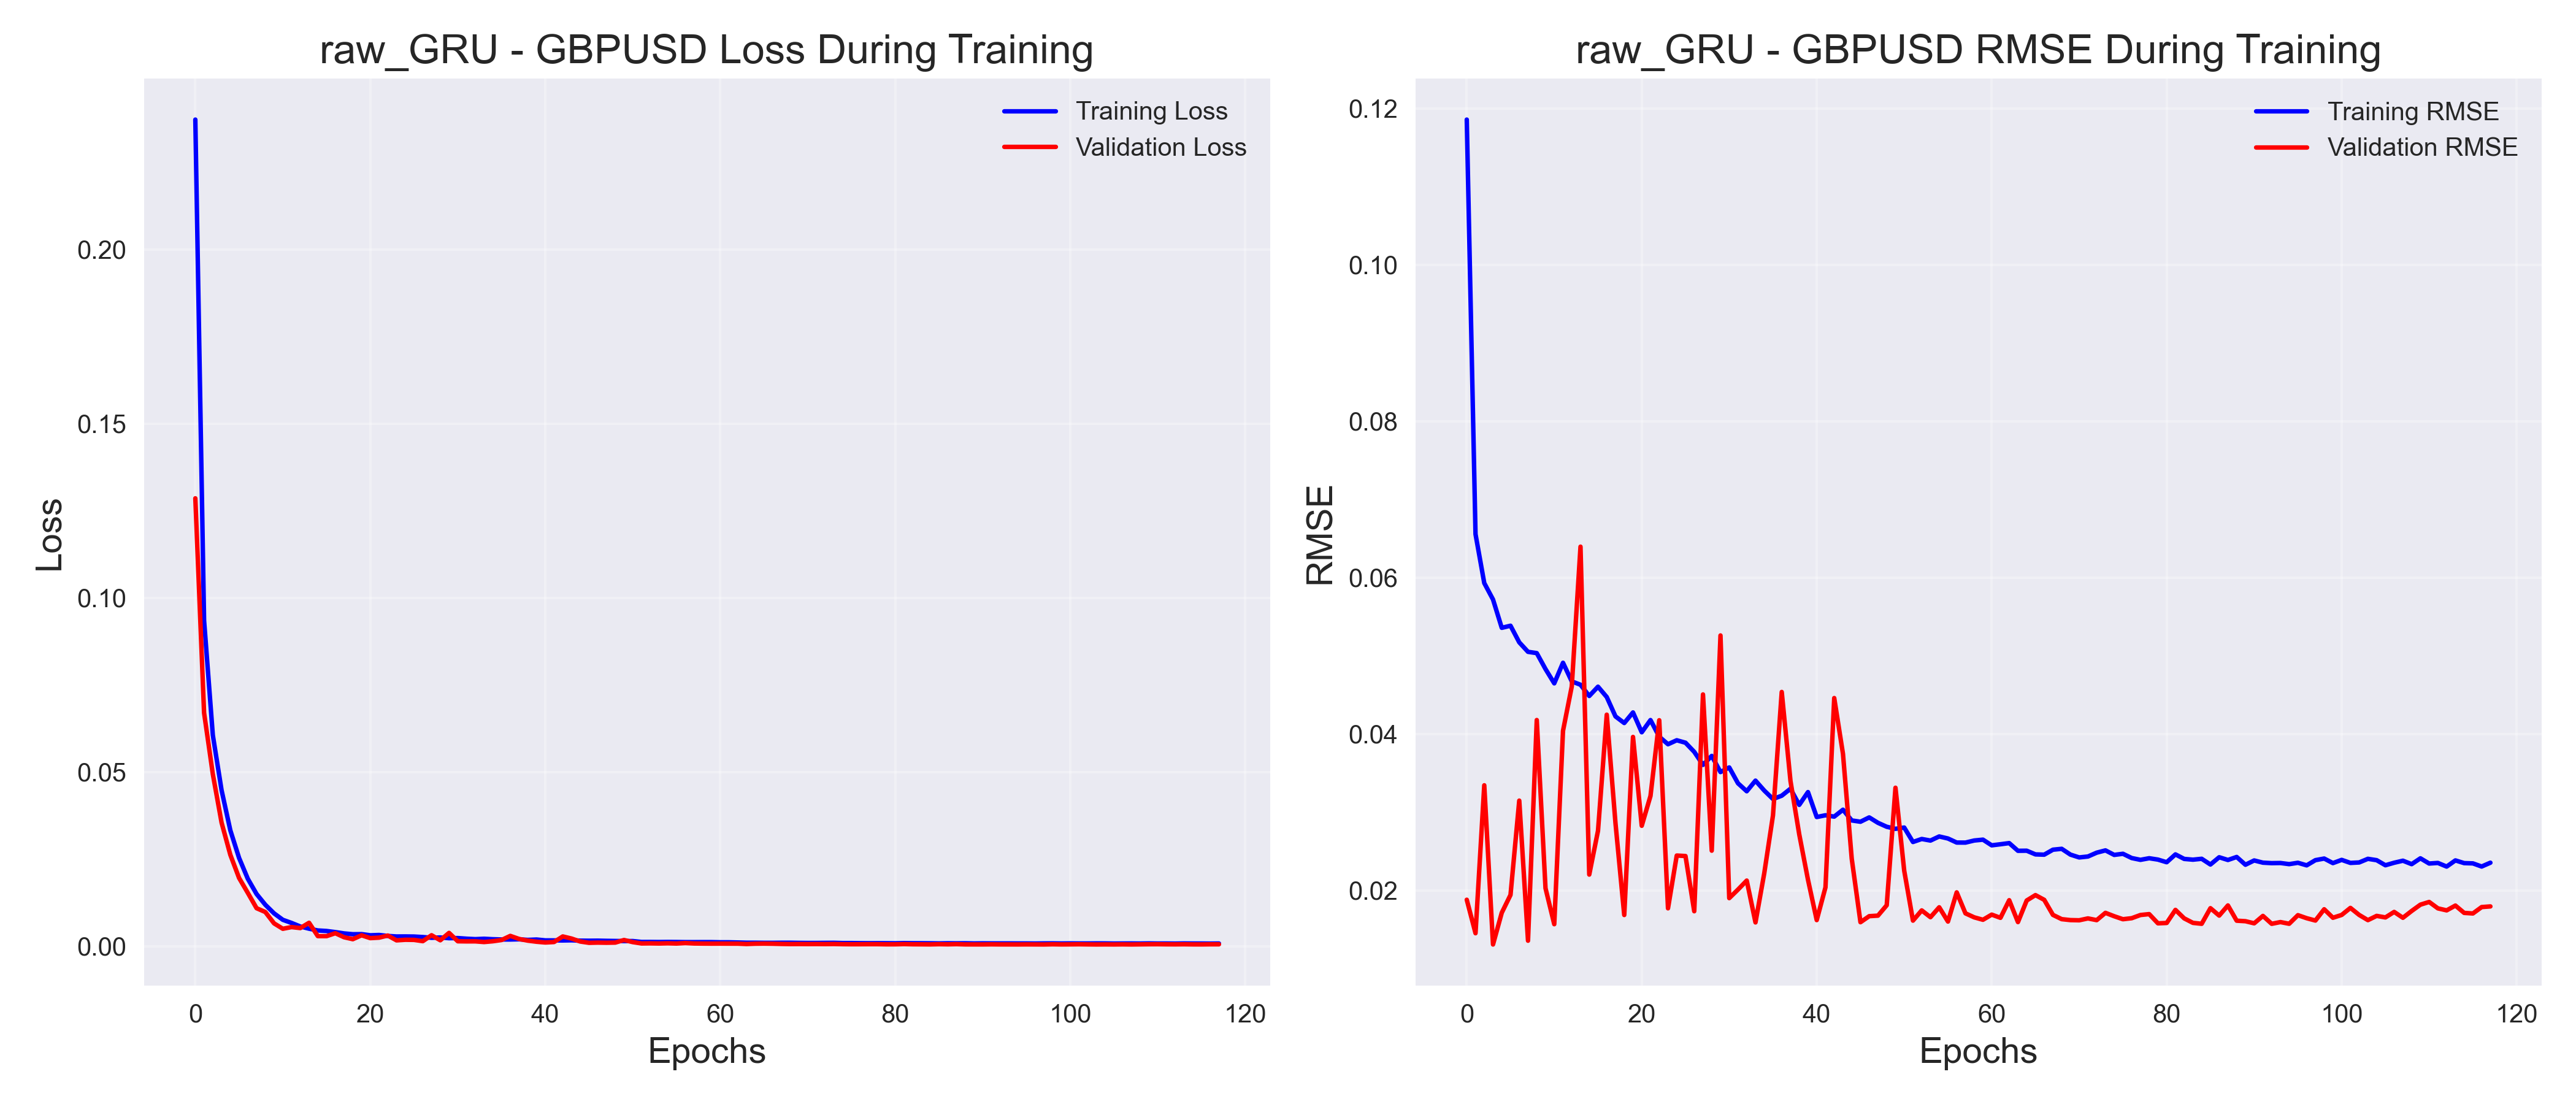 raw_GRU - GBPUSD Loss During Training
Training Loss
Validation Loss
0.20
0.15
0.10
0.05
0.00
Loss
0 20 40 60 80 100 120
Epochs
raw_GRU - GBPUSD RMSE During Training
Training RMSE
Validation RMSE
0.12
0.10
0.08
0.06
0.04
0.02
RMSE
0 20 40 60 80 100 120
Epochs